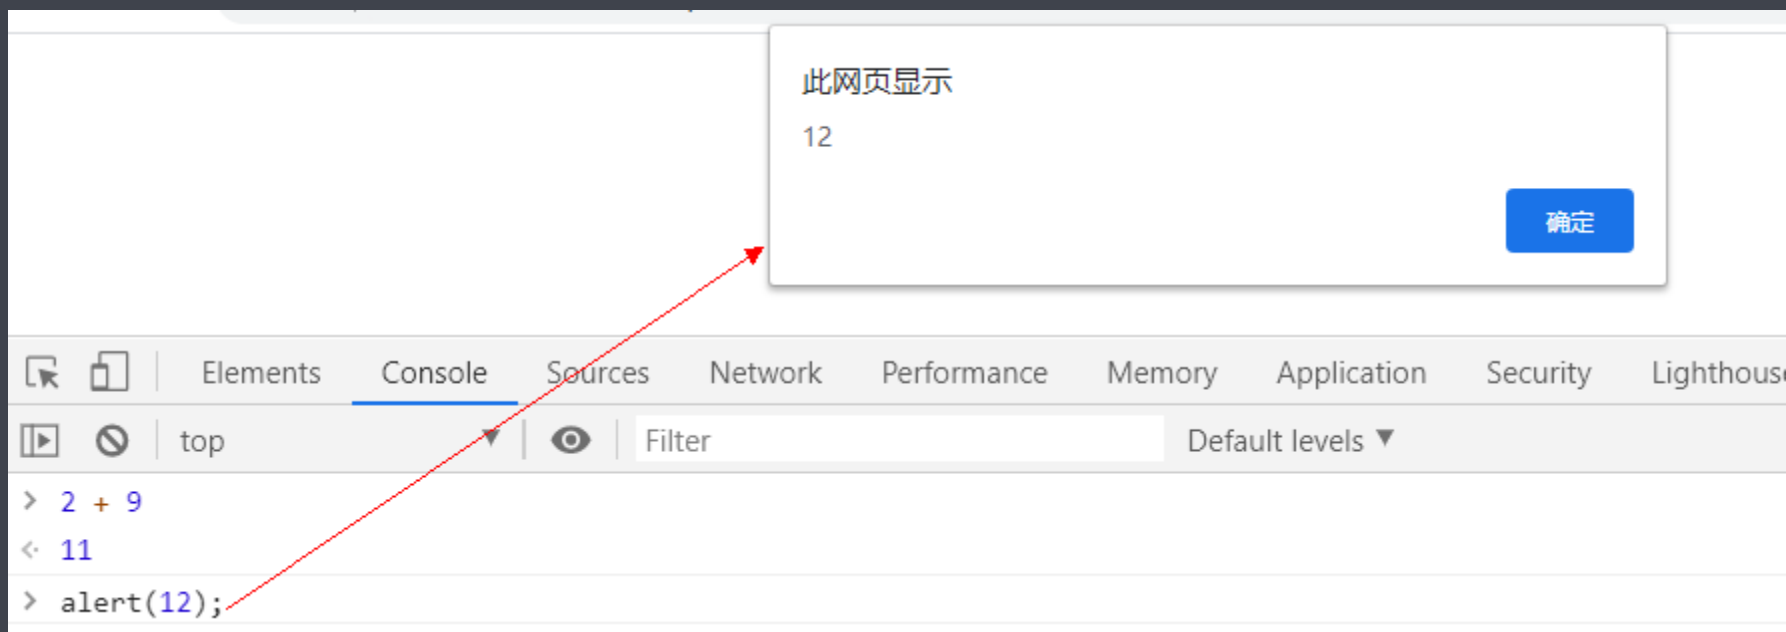 此网页显示
12
确定
Elements Console Sources Network Performance Memory Application Security Lighthouse
top Filter Default levels
> 2 + 9
11
> alert(12);